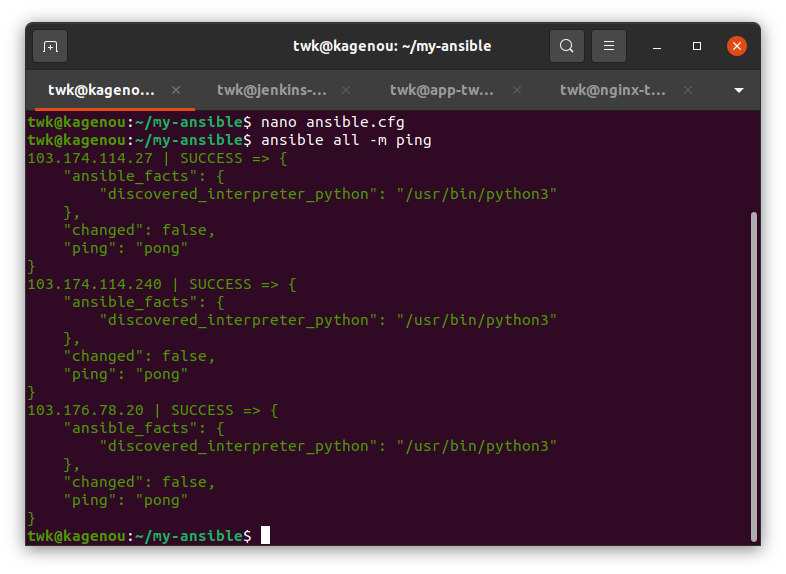 twk@kagenou: ~/my-ansible
twk@kageno... twk@jenkins-... twk@app-tw... twk@nginx-t...
twk@kagenou:~/my-ansible$ nano ansible.cfg
twk@kagenou:~/my-ansible$ ansible all -m ping
103.174.114.27 | SUCCESS => {
    "ansible_facts": {
        "discovered_interpreter_python": "/usr/bin/python3"
    },
    "changed": false,
    "ping": "pong"
}
103.174.114.240 | SUCCESS => {
    "ansible_facts": {
        "discovered_interpreter_python": "/usr/bin/python3"
    },
    "changed": false,
    "ping": "pong"
}
103.176.78.20 | SUCCESS => {
    "ansible_facts": {
        "discovered_interpreter_python": "/usr/bin/python3"
    },
    "changed": false,
    "ping": "pong"
}
twk@kagenou:~/my-ansible$